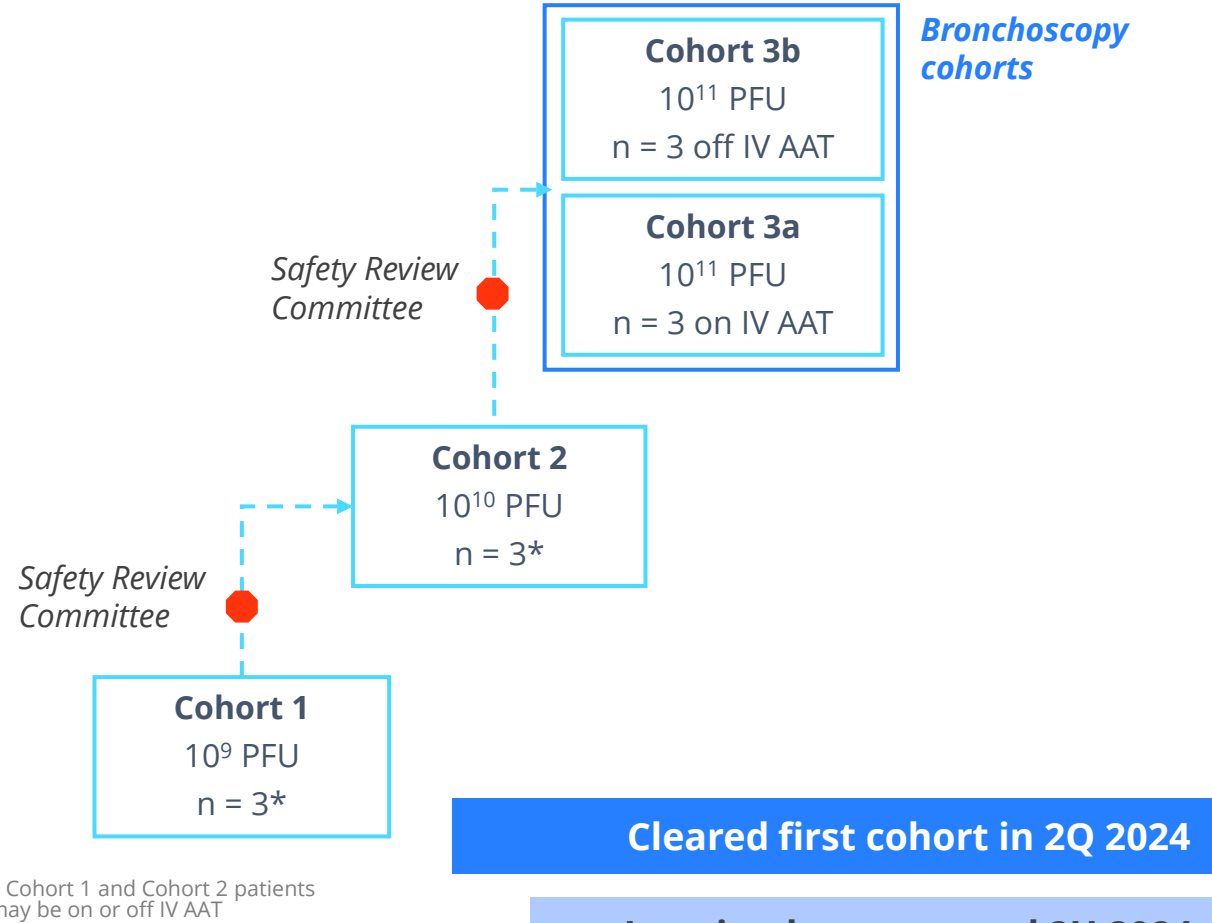 Bronchoscopy
cohorts
Cohort 3b
10¹¹ PFU
n = 3 off IV AAT
Cohort 3a
10¹¹ PFU
n = 3 on IV AAT
Safety Review
Committee
Cohort 2
10¹⁰ PFU
n = 3*
Safety Review
Committee
Cohort 1
10⁹ PFU
n = 3*
Cleared first cohort in 2Q 2024
Cohort 1 and Cohort 2 patients
may be on or off IV AAT